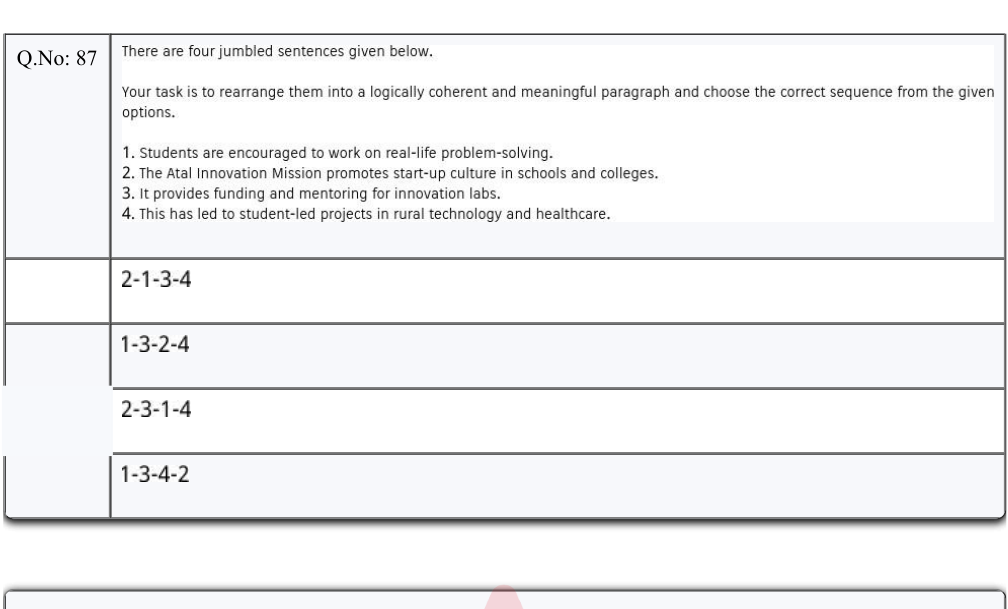 Q.No: 87
There are four jumbled sentences given below.
Your task is to rearrange them into a logically coherent and meaningful paragraph and choose the correct sequence from the given
options.
1. Students are encouraged to work on real-life problem-solving.
2. The Atal Innovation Mission promotes start-up culture in schools and colleges.
3. It provides funding and mentoring for innovation labs.
4. This has led to student-led projects in rural technology and healthcare.
2-1-3-4
1-3-2-4
2-3-1-4
1-3-4-2